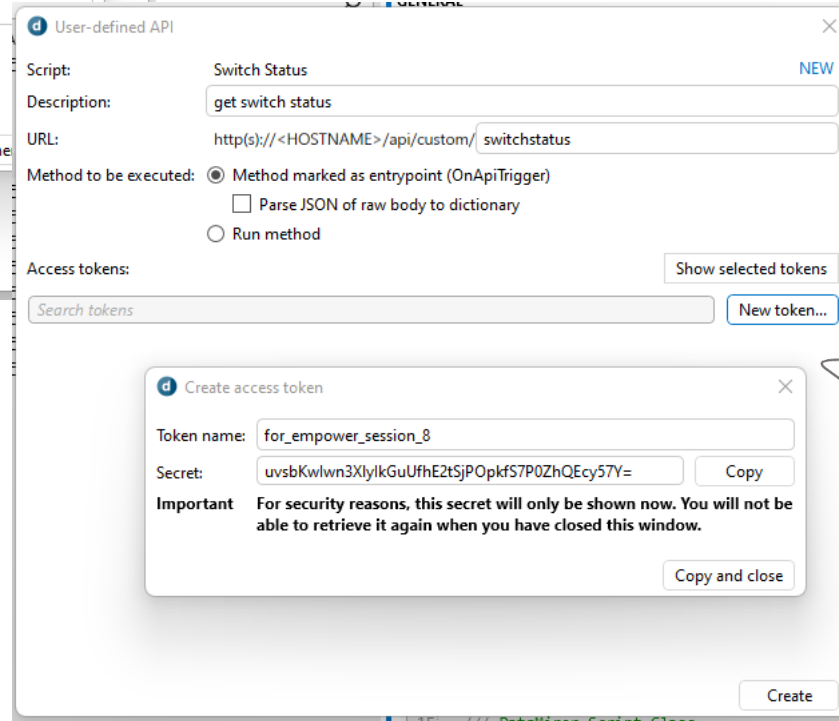 GENERAL
User-defined API
Script: Switch Status NEW
Description: get switch status
URL: http(s)://<HOSTNAME>/api/custom/ switchstatus
Method to be executed: Method marked as entrypoint (OnApiTrigger)
Parse JSON of raw body to dictionary
Run method
Access tokens: Show selected tokens
Search tokens New token...
Create access token
Token name: for_empower_session_8
Secret: uvsbKwlwn3XlyIkGuUfhE2tSjPOpkfS7P0ZhQEcy57Y= Copy
Important For security reasons, this secret will only be shown now. You will not be
able to retrieve it again when you have closed this window.
Copy and close
Create